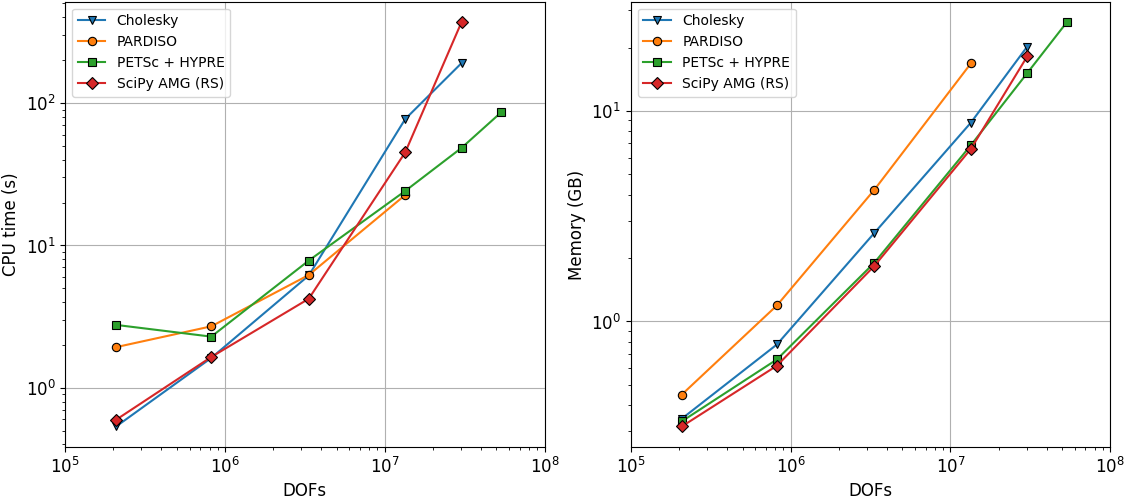 Cholesky
PARDISO
PETSc + HYPRE
SciPy AMG (RS)
CPU time (s)
10²
10¹
10⁰
10⁵ 10⁶ 10⁷ 10⁸
DOFs
Cholesky
PARDISO
PETSc + HYPRE
SciPy AMG (RS)
Memory (GB)
10¹
10⁰
10⁵ 10⁶ 10⁷ 10⁸
DOFs